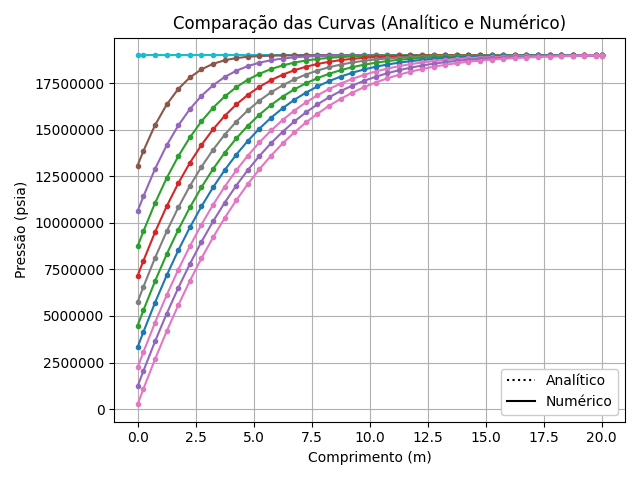 Comparação das Curvas (Analítico e Numérico)
Pressão (psia)
17500000
15000000
12500000
10000000
7500000
5000000
2500000
0
Analítico
Numérico
0.0 2.5 5.0 7.5 10.0 12.5 15.0 17.5 20.0
Comprimento (m)